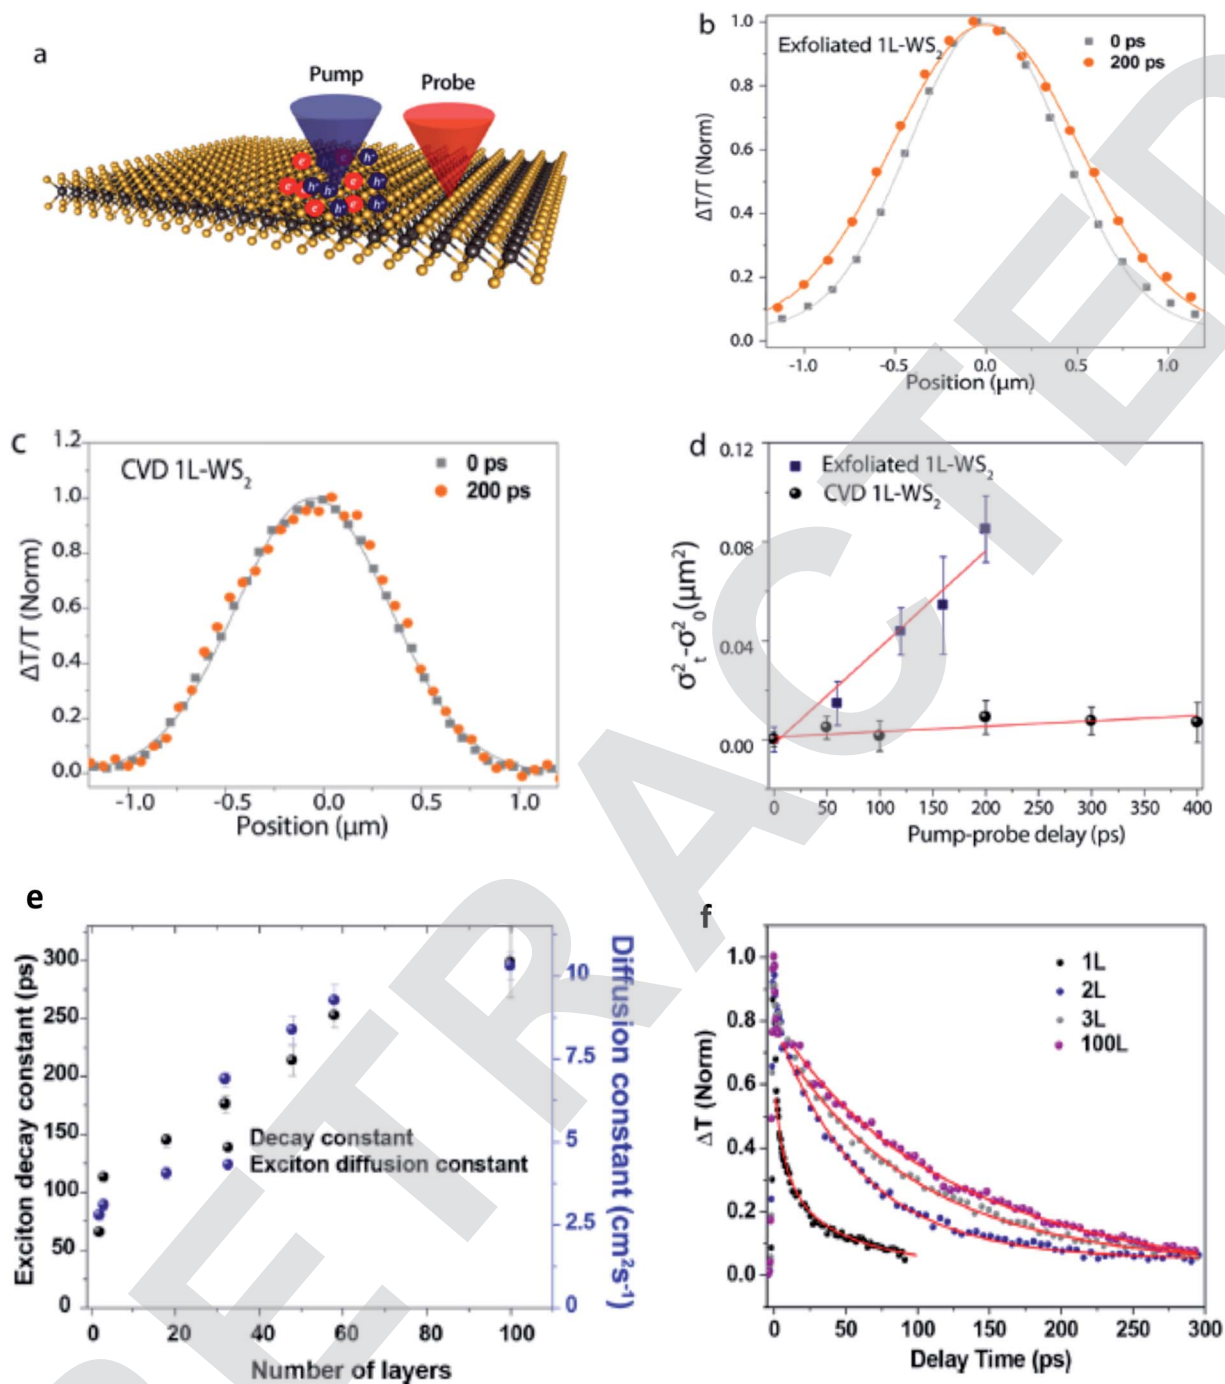 a
Pump
Probe
e⁻
h⁺
e⁻
h⁺
e⁻
h⁺
h⁺
e⁻
h⁺
e⁻
h⁺
e⁻
h⁺
b
Exfoliated 1L-WS₂
0 ps
200 ps
ΔT/T (Norm)
1.0
0.8
0.6
0.4
0.2
0.0
-1.0 -0.5 0.0 0.5 1.0
Position (μm)
c
CVD 1L-WS₂
0 ps
200 ps
ΔT/T (Norm)
1.2
1.0
0.8
0.6
0.4
0.2
0.0
-1.0 -0.5 0.0 0.5 1.0
Position (μm)
d
Exfoliated 1L-WS₂
CVD 1L-WS₂
σ²ₜ-σ²₀(μm²)
0.12
0.08
0.04
0.00
0 50 100 150 200 250 300 350 400
Pump-probe delay (ps)
e
Exciton decay constant (ps)
300
250
200
150
100
50
0
Decay constant
Exciton diffusion constant
Diffusion constant (cm²s⁻¹)
10
7.5
5
2.5
0
0 20 40 60 80 100
Number of layers
f
1L
2L
3L
100L
ΔT (Norm)
1.0
0.8
0.6
0.4
0.2
0.0
0 50 100 150 200 250 300
Delay Time (ps)
RETRACTED